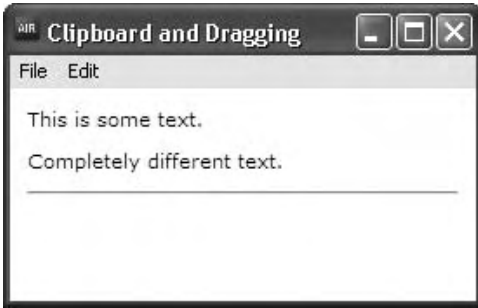 AIR Clipboard and Dragging
File Edit
This is some text.
Completely different text.